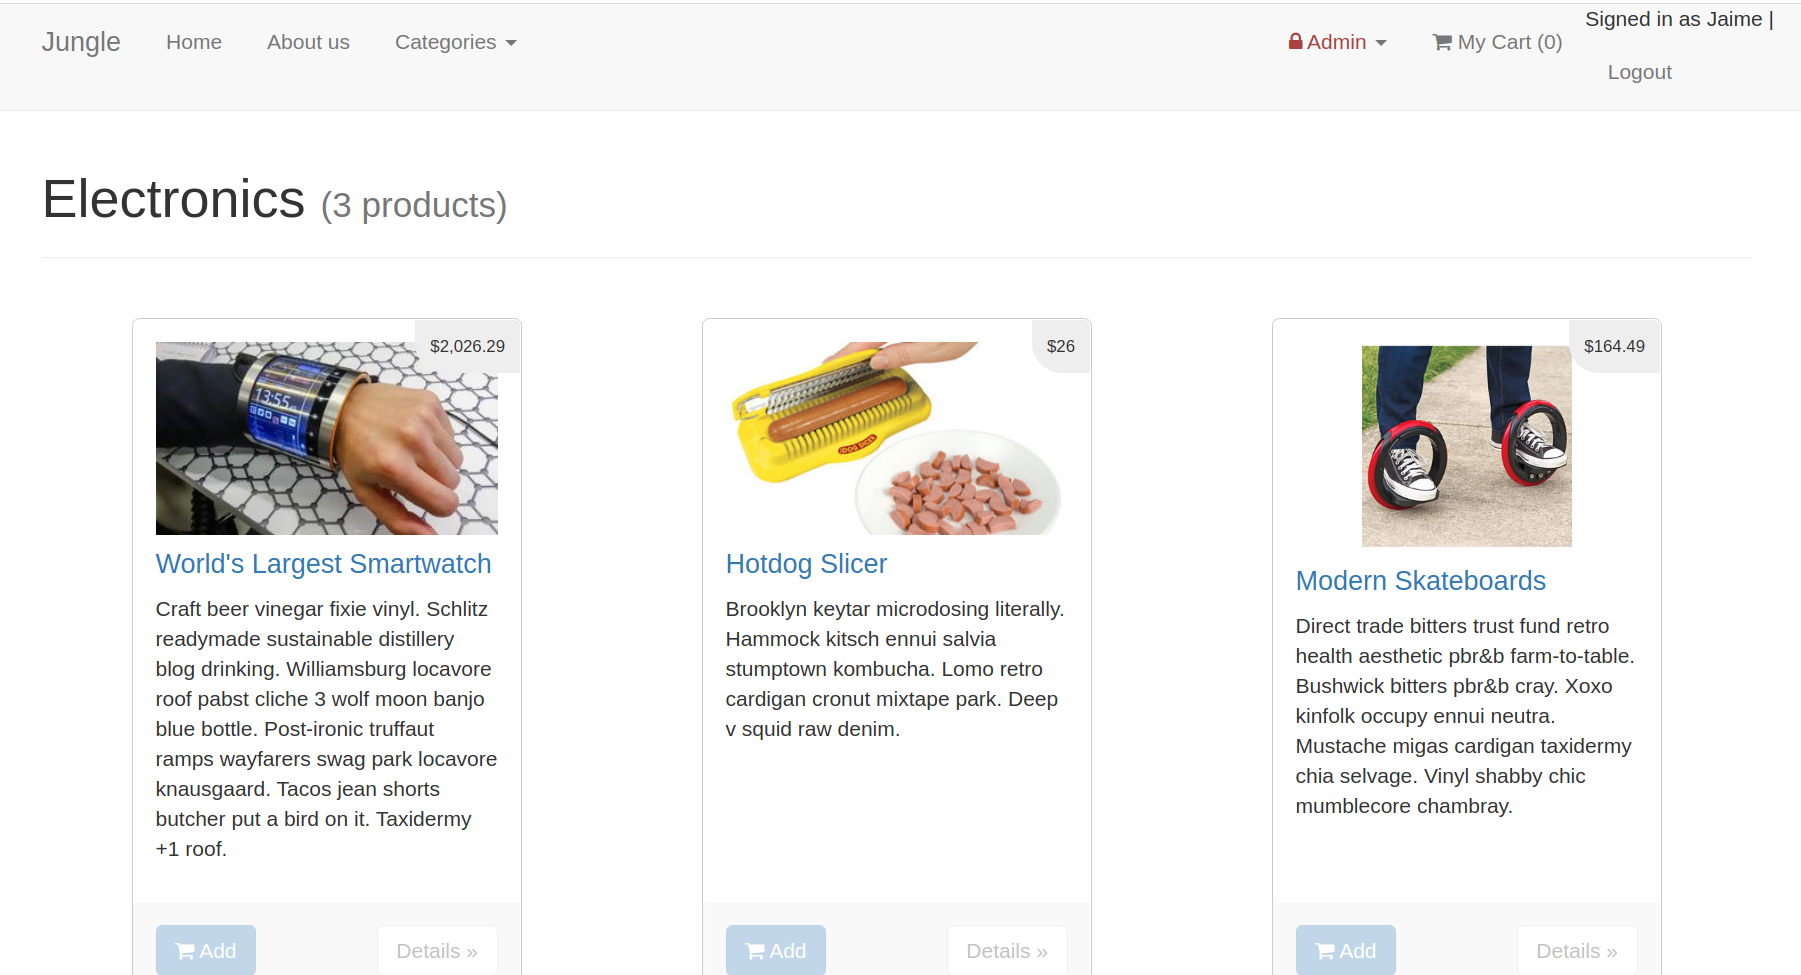 Jungle Home About us Categories Admin My Cart (0) Signed in as Jaime |
Logout
Electronics (3 products)
$2,026.29
13:55
World's Largest Smartwatch
Craft beer vinegar fixie vinyl. Schlitz
readymade sustainable distillery
blog drinking. Williamsburg locavore
roof pabst cliche 3 wolf moon banjo
blue bottle. Post-ironic truffaut
ramps wayfarers swag park locavore
knausgaard. Tacos jean shorts
butcher put a bird on it. Taxidermy
+1 roof.
Add Details »
$26
Hotdog Slicer
Brooklyn keytar microdosing literally.
Hammock kitsch ennui salvia
stumptown kombucha. Lomo retro
cardigan cronut mixtape park. Deep
v squid raw denim.
Add Details »
$164.49
Modern Skateboards
Direct trade bitters trust fund retro
health aesthetic pbr&b farm-to-table.
Bushwick bitters pbr&b cray. Xoxo
kinfolk occupy ennui neutra.
Mustache migas cardigan taxidermy
chia selvage. Vinyl shabby chic
mumblecore chambray.
Add Details »